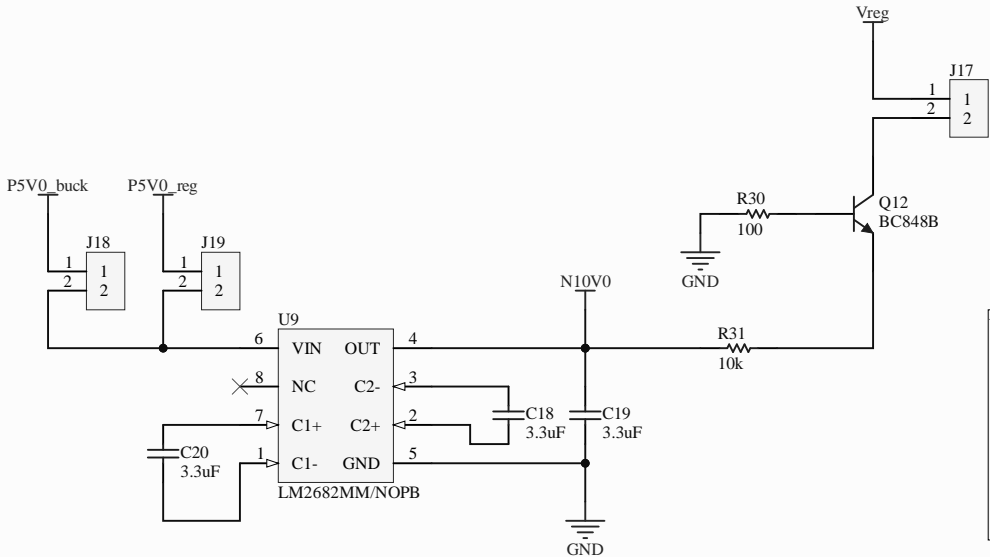 Vreg
J17
1
1
2
2
P5V0_buck
P5V0_reg
R30
100
Q12
BC848B
J18
1
1
2
2
J19
1
1
2
2
GND
N10V0
U9
6
VIN
OUT
4
R31
10k
8
NC
C2-
3
7
C1+
C2+
2
C18
3.3uF
C19
3.3uF
C20
3.3uF
1
C1-
GND
5
LM2682MM/NOPB
GND